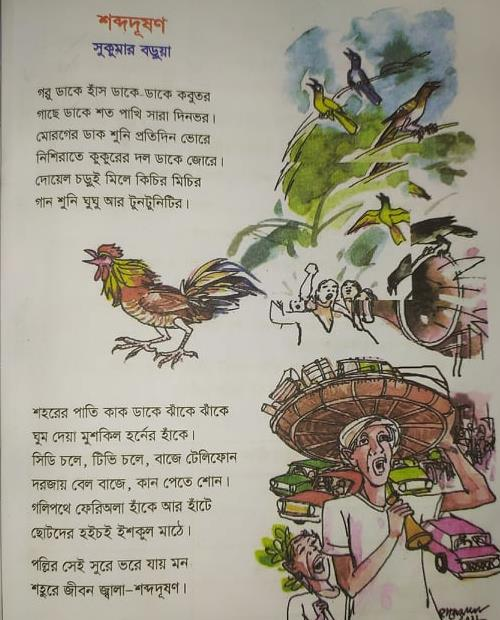 শব্দদূষণ
সুকুমার বড়ুয়া
গরু ডাকে হাঁস ডাকে-ডাকে কবুতর
গাছে ডাকে শত পাখি সারা দিনভর।
মোরগের ডাক শুনি প্রতিদিন ভোরে
নিশিরাতে কুকুরের দল ডাকে জোরে।
দোয়েল চড়ুই মিলে কিচির মিচির
গান শুনি ঘুঘু আর টুনটুনিটির।
শহরের পাতি কাক ডাকে ঝাঁকে ঝাঁকে
ঘুম দেয়া মুশকিল হর্নের হাঁকে।
সিডি চলে, টিভি চলে, বাজে টেলিফোন
দরজায় বেল বাজে, কান পেতে শোন।
গলিপথে ফেরিঅলা হাঁকে আর হাঁটে
ছোটদের হইচই ইশকুল মাঠে।
পল্লির সেই সুরে ভরে যায় মন
শহুরে জীবন জ্বালা-শব্দদূষণ।